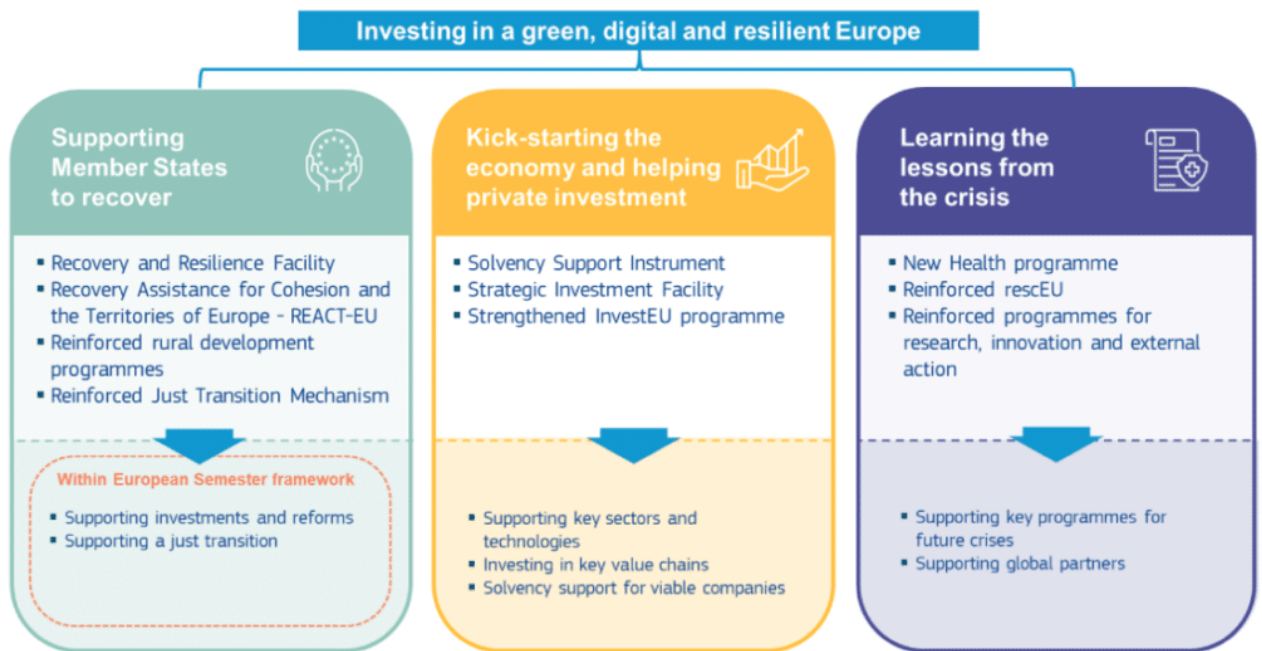 Investing in a green, digital and resilient Europe
Supporting
Member States
to recover
▪ Recovery and Resilience Facility
▪ Recovery Assistance for Cohesion and
the Territories of Europe - REACT-EU
▪ Reinforced rural development
programmes
▪ Reinforced Just Transition Mechanism
Within European Semester framework
▪ Supporting investments and reforms
▪ Supporting a just transition
Kick-starting the
economy and helping
private investment
▪ Solvency Support Instrument
▪ Strategic Investment Facility
▪ Strengthened InvestEU programme
▪ Supporting key sectors and
technologies
▪ Investing in key value chains
▪ Solvency support for viable companies
Learning the
lessons from
the crisis
▪ New Health programme
▪ Reinforced rescEU
▪ Reinforced programmes for
research, innovation and external
action
▪ Supporting key programmes for
future crises
▪ Supporting global partners